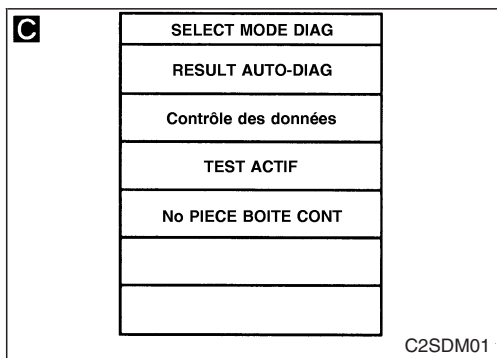 C
SELECT MODE DIAG
RESULT AUTO-DIAG
Contrôle des données
TEST ACTIF
No PIECE BOITE CONT
C2SDM01